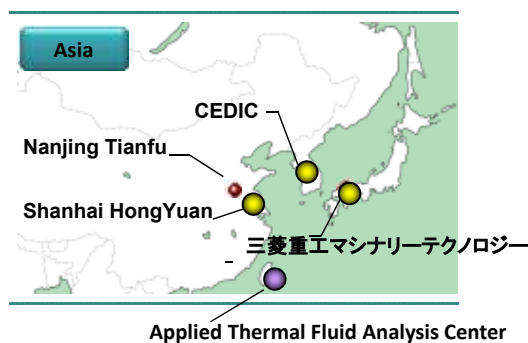 Asia
CEDIC
Nanjing Tianfu
Shanhai HongYuan
三菱重工マシナリーテクノロジー
Applied Thermal Fluid Analysis Center